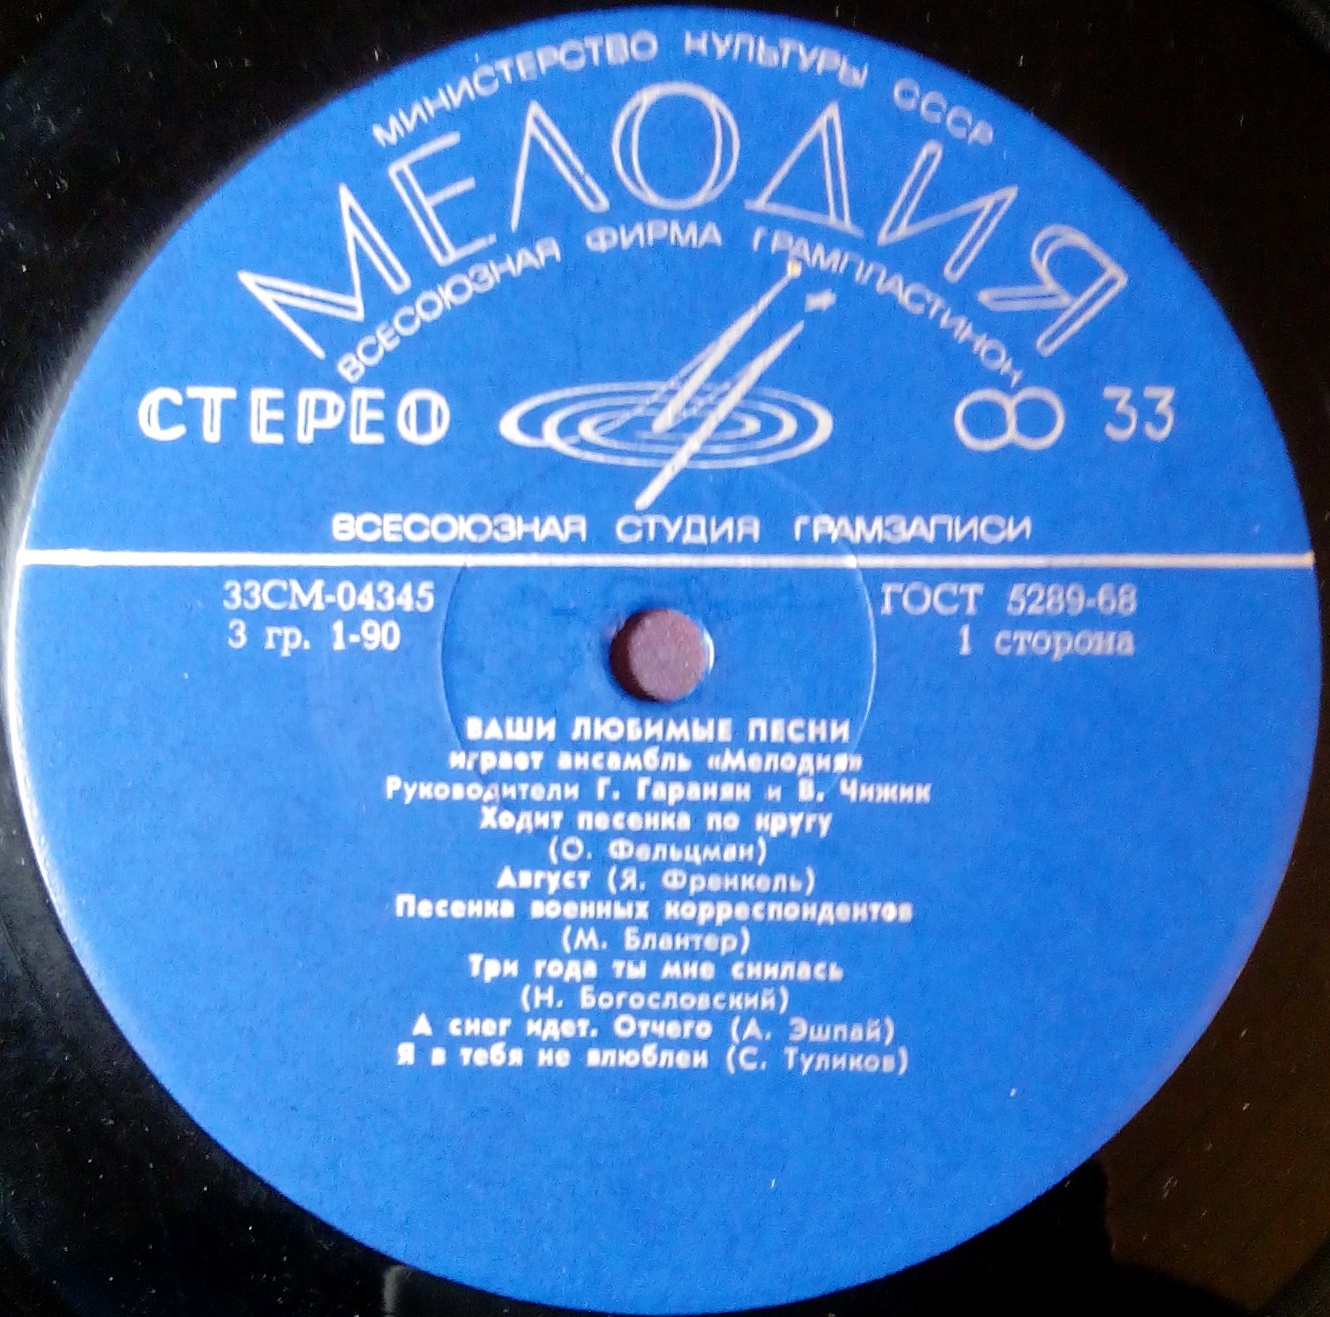 МИНИСТЕРСТВО КУЛЬТУРЫ СССР
МЕЛОДИЯ
ВСЕСОЮЗНАЯ ФИРМА ГРАМПЛАСТИНОК
СТЕРЕО
33
ВСЕСОЮЗНАЯ СТУДИЯ ГРАМЗАПИСИ
33СМ-04345
ГОСТ 5289-68
3 гр. 1-90
1 сторона
ВАШИ ЛЮБИМЫЕ ПЕСНИ
играет ансамбль «Мелодия»
Руководители Г. Гаранян и В. Чижик
Ходит песенка по кругу
(О. Фельцман)
Август (Я. Френкель)
Песенка военных корреспондентов
(М. Блантер)
Три года ты мне снилась
(Н. Богословский)
А снег идет. Отчего (А. Эшпай)
Я в тебя не влюблен (С. Туликов)